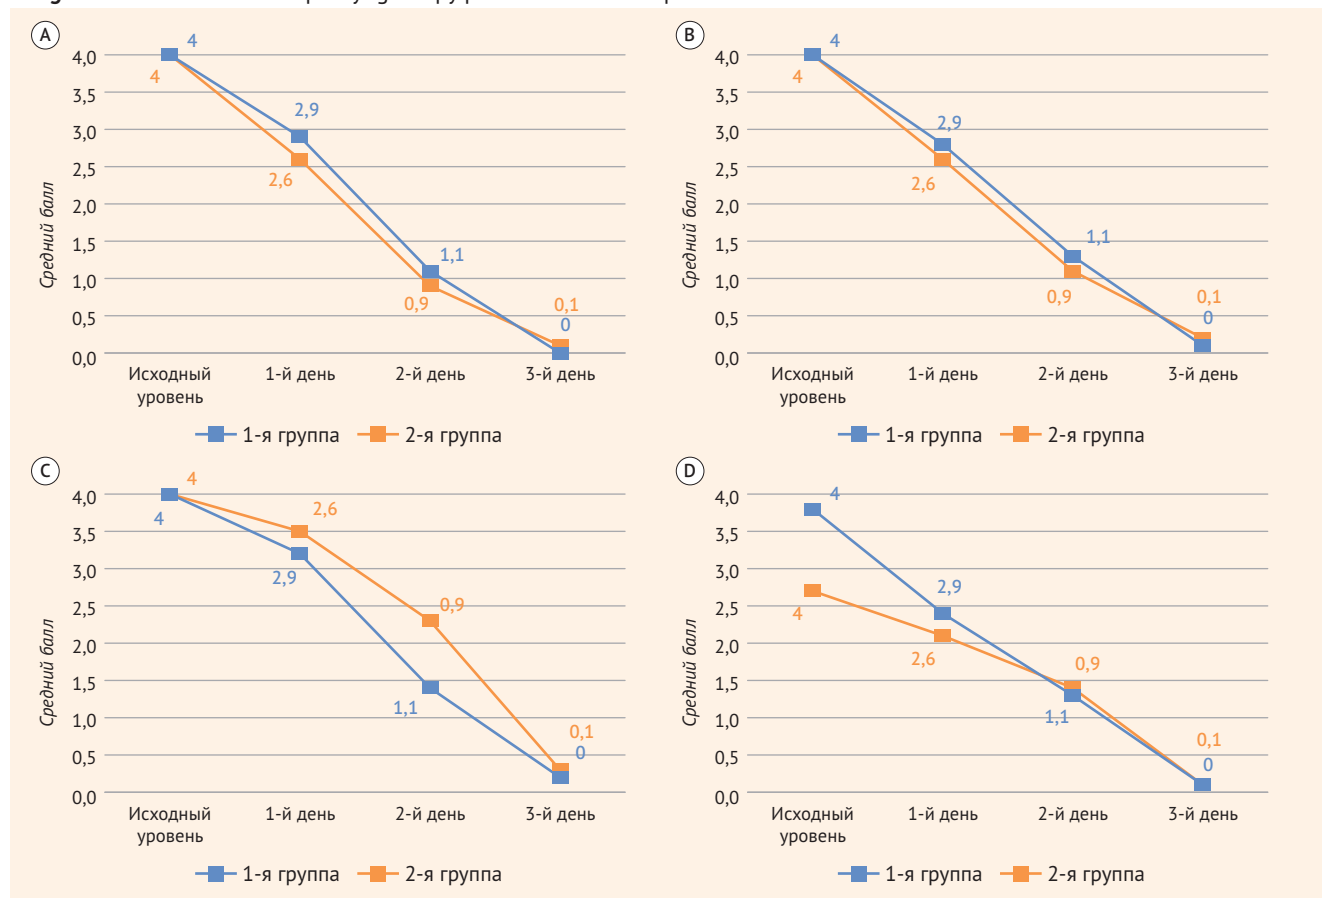 A
4
4,0
4
3,5
2,9
3,0
2,6
2,5
2,0
1,5
1,1
1,0
0,9
0,1
0,5
0
0,0
Средний балл
Исходный уровень
1-й день
2-й день
3-й день
1-я группа 2-я группа
B
4
4,0
4
3,5
2,9
3,0
2,6
2,5
2,0
1,5
1,1
1,0
0,9
0,1
0,5
0
0,0
Средний балл
Исходный уровень
1-й день
2-й день
3-й день
1-я группа 2-я группа
C
4
4,0
4
3,5
2,6
3,0
2,9
2,5
0,9
2,0
1,5
1,1
1,0
0,1
0,5
0
0,0
Средний балл
Исходный уровень
1-й день
2-й день
3-й день
1-я группа 2-я группа
D
4
4,0
3,5
3,0
2,9
2,5
4
2,0
2,6
0,9
1,5
1,1
1,0
0,1
0,5
0
0,0
Средний балл
Исходный уровень
1-й день
2-й день
3-й день
1-я группа 2-я группа